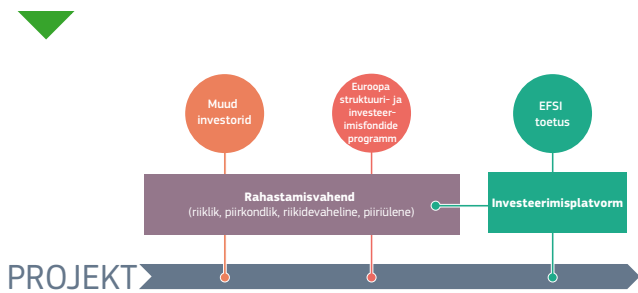 Muud
investorid
Euroopa
struktuuri- ja
investeer-
imisfondide
programm
EFSI
toetus
Rahastamisvahend
(riiklik, piirkondlik, riikidevaheline, piiriülene)
Investeerimisplatvorm
PROJEKT